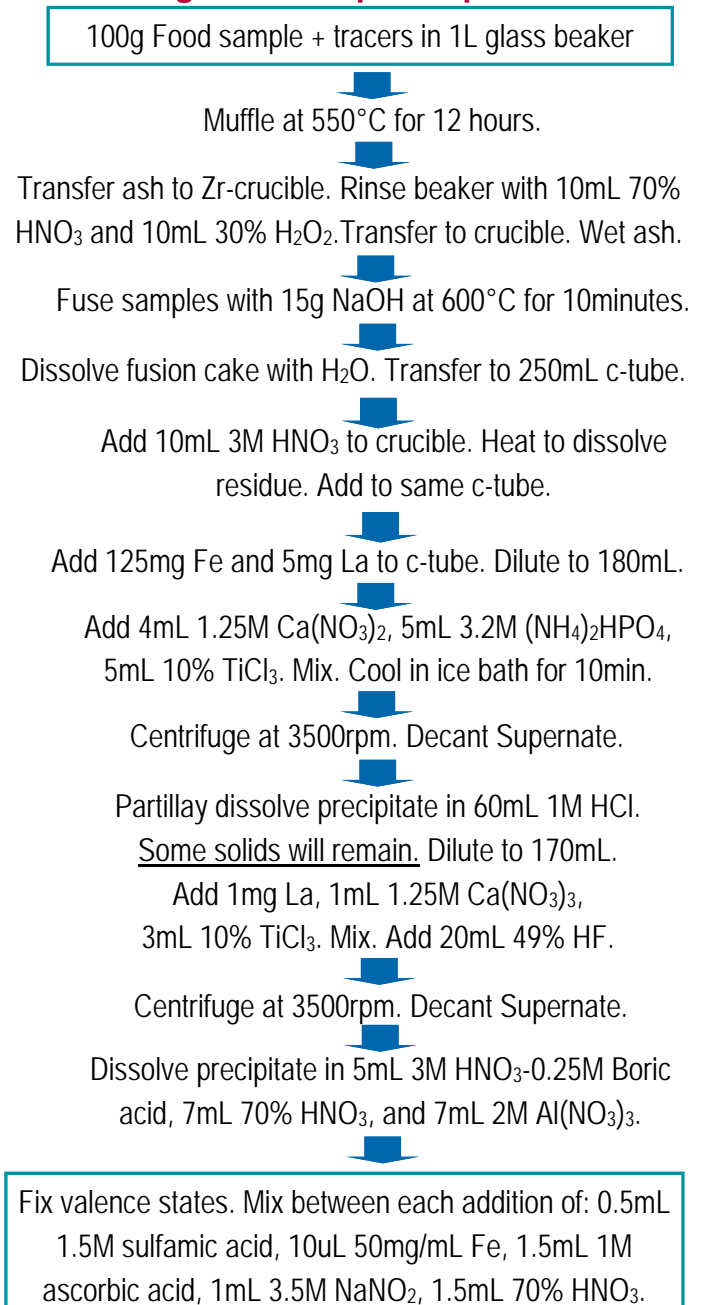 100g Food sample + tracers in 1L glass beaker
Muffle at 550°C for 12 hours.
Transfer ash to Zr-crucible. Rinse beaker with 10mL 70%
HNO₃ and 10mL 30% H₂O₂.Transfer to crucible. Wet ash.
Fuse samples with 15g NaOH at 600°C for 10minutes.
Dissolve fusion cake with H₂O. Transfer to 250mL c-tube.
Add 10mL 3M HNO₃ to crucible. Heat to dissolve
residue. Add to same c-tube.
Add 125mg Fe and 5mg La to c-tube. Dilute to 180mL.
Add 4mL 1.25M Ca(NO₃)₂, 5mL 3.2M (NH₄)₂HPO₄,
5mL 10% TiCl₃. Mix. Cool in ice bath for 10min.
Centrifuge at 3500rpm. Decant Supernate.
Partillay dissolve precipitate in 60mL 1M HCl.
Some solids will remain. Dilute to 170mL.
Add 1mg La, 1mL 1.25M Ca(NO₃)₃,
3mL 10% TiCl₃. Mix. Add 20mL 49% HF.
Centrifuge at 3500rpm. Decant Supernate.
Dissolve precipitate in 5mL 3M HNO₃-0.25M Boric
acid, 7mL 70% HNO₃, and 7mL 2M Al(NO₃)₃.
Fix valence states. Mix between each addition of: 0.5mL
1.5M sulfamic acid, 10uL 50mg/mL Fe, 1.5mL 1M
ascorbic acid, 1mL 3.5M NaNO₂, 1.5mL 70% HNO₃.